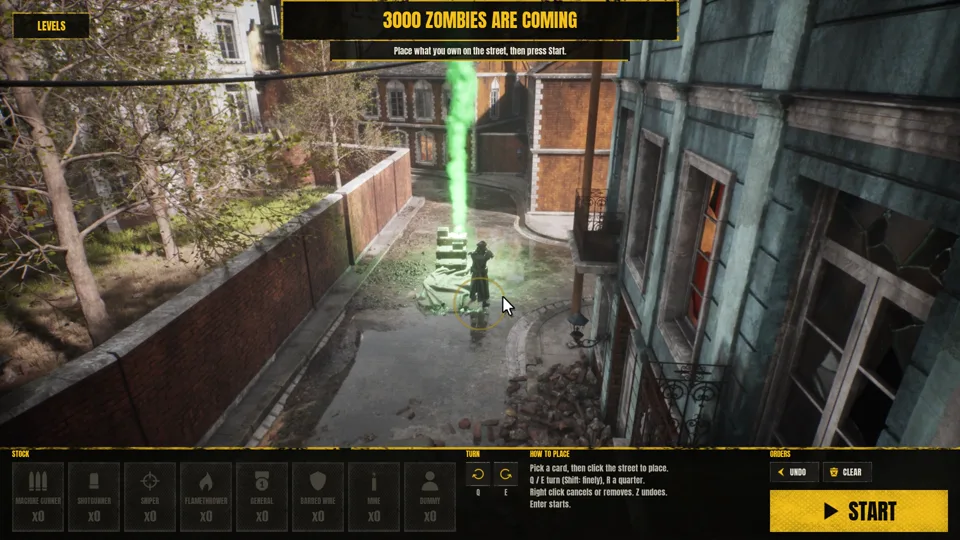 LEVELS
3000 ZOMBIES ARE COMING
Place what you own on the street, then press Start.
STOCK
MACHINE GUNNER
x0
SHOTGUNNER
x0
SNIPER
x0
FLAMETHROWER
x0
GENERAL
x0
BARBED WIRE
x0
MINE
x0
DUMMY
x0
TURN
Q
E
HOW TO PLACE
Pick a card, then click the street to place.
Q / E turn (Shift: finely), R a quarter.
Right click cancels or removes, Z undoes.
Enter starts.
ORDERS
UNDO
CLEAR
START